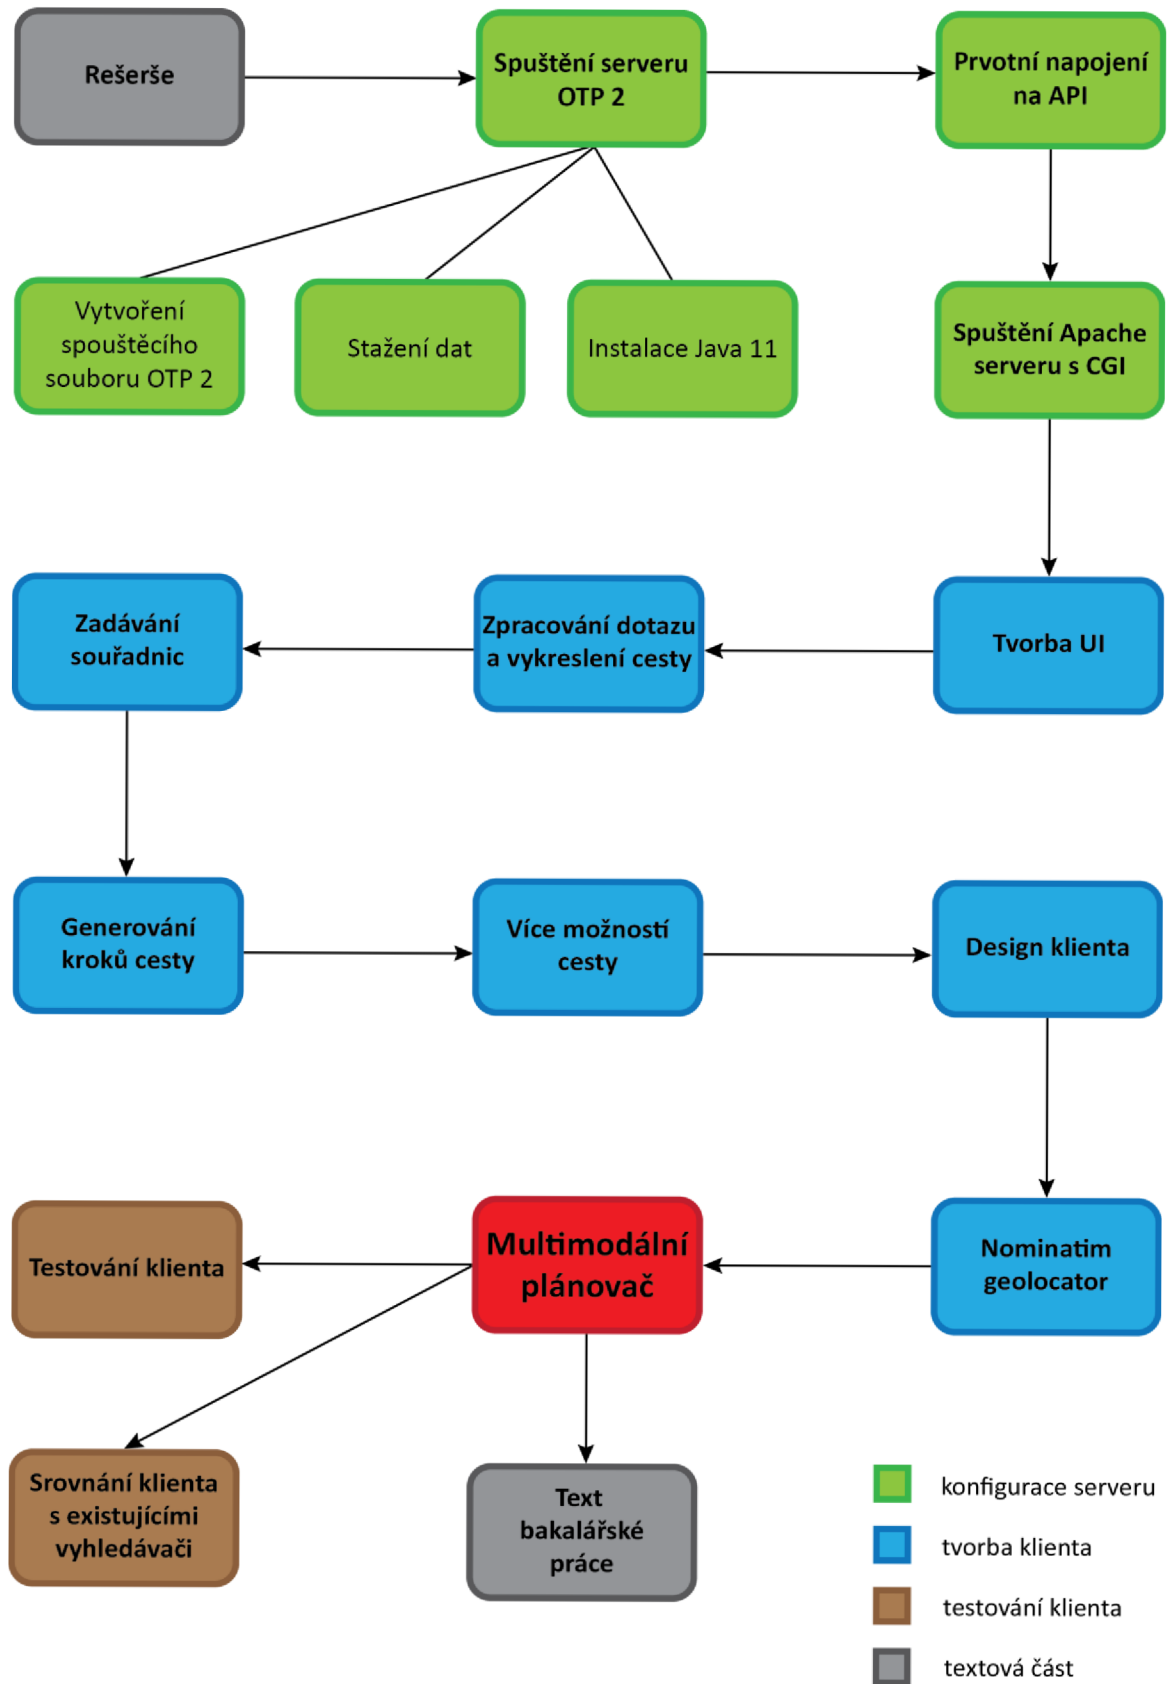 Rešerše
Spuštění serveru
OTP 2
Prvotní napojení
na API
Vytvoření
spouštěcího
souboru OTP 2
Stažení dat
Instalace Java 11
Spuštění Apache
serveru s CGI
Zadávání
souřadnic
Zpracování dotazu
a vykreslení cesty
Tvorba UI
Generování
kroků cesty
Více možností
cesty
Design klienta
Testování klienta
Multimodální
plánovač
Nominatim
geolocator
Srovnání klienta
s existujícími
vyhledávači
Text
bakalářské
práce
konfigurace serveru
tvorba klienta
testování klienta
textová část